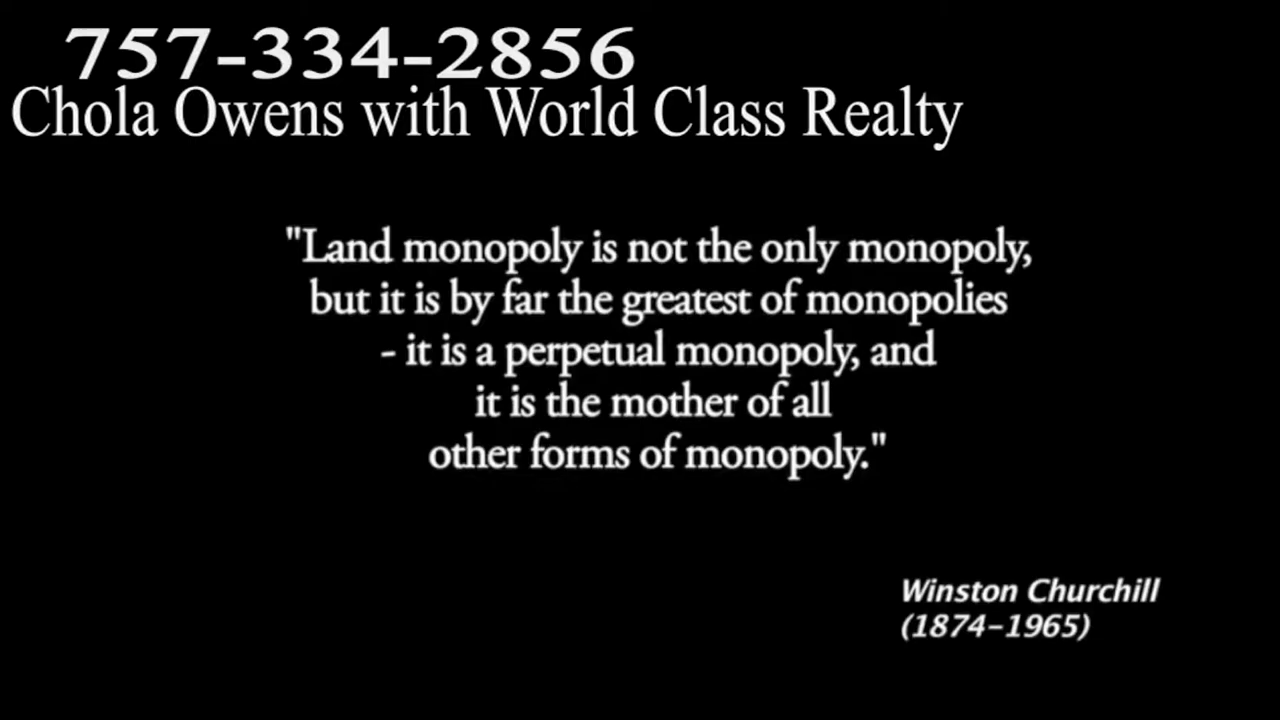 757-334-2856
Chola Owens with World Class Realty
"Land monopoly is not the only monopoly,
but it is by far the greatest of monopolies
- it is a perpetual monopoly, and
it is the mother of all
other forms of monopoly."
Winston Churchill
(1874-1965)